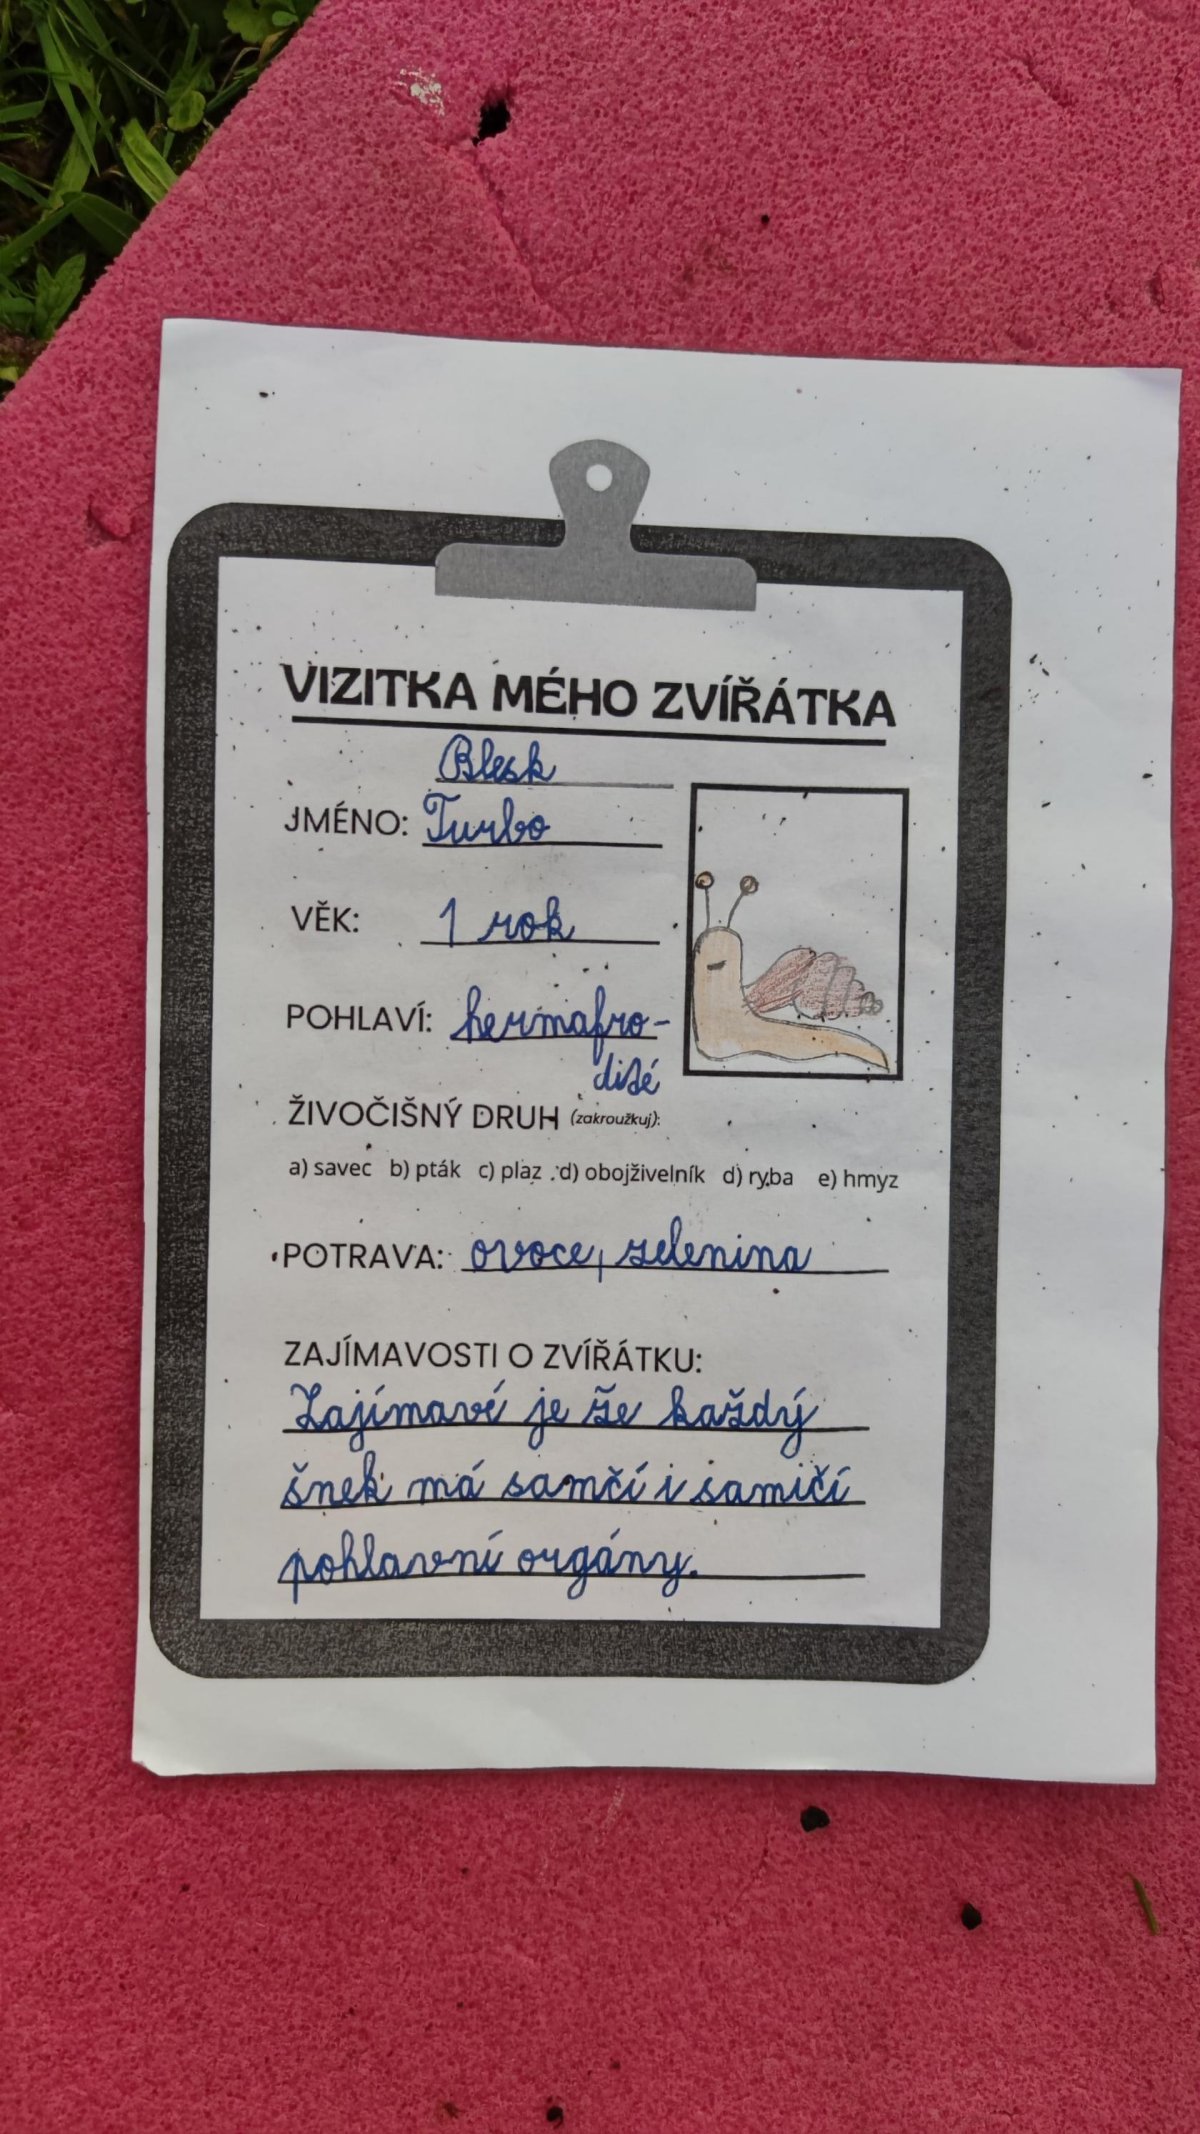 VIZITKA MÉHO ZVÍŘÁTKA
Blesk
JMÉNO: Turbo
VĚK: 1 rok
POHLAVÍ: hermafro-
dité
ŽIVOČIŠNÝ DRUH (zakroužkuj):
a) savec b) pták c) plaz d) obojživelník d) ryba e) hmyz
POTRAVA: ovoce, zelenina
ZAJÍMAVOSTI O ZVÍŘÁTKU:
Zajímavé je že každý
šnek má samčí i samičí
pohlavní orgány.